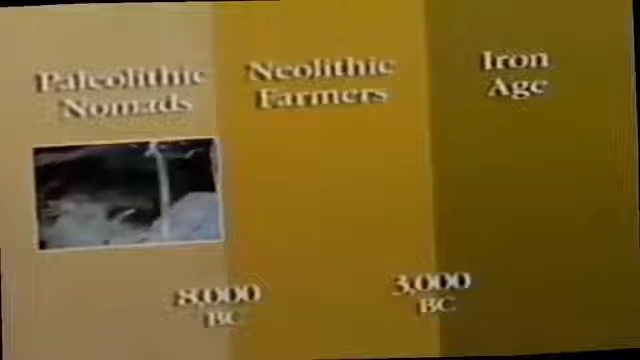 Paleolithic
Nomads
Neolithic
Farmers
Iron
Age
8,000
BC
3,000
BC